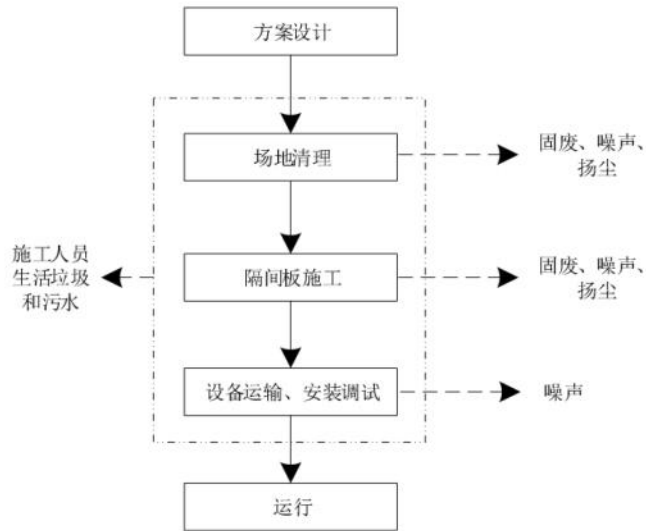 方案设计
场地清理
固废、噪声、
扬尘
施工人员
生活垃圾
和污水
隔间板施工
固废、噪声、
扬尘
设备运输、安装调试
噪声
运行